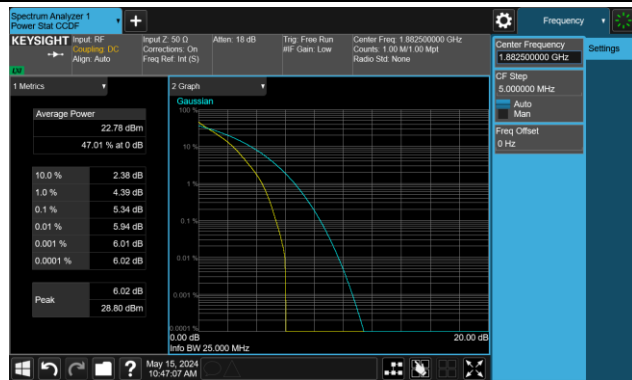 Spectrum Analyzer 1
Power Stat CCDF
+
Frequency
KEYSIGHT
Input: RF
Coupling: DC
Align: Auto
Input Z: 50 Ω
Corrections: On
Freq Ref: Int (S)
Atten: 18 dB
Trig: Free Run
#IF Gain: Low
Center Freq: 1.882500000 GHz
Counts: 1.00 M/1.00 Mpt
Radio Std: None
Center Frequency
1.882500000 GHz
Settings
CF Step
5.000000 MHz
Auto
Man
Freq Offset
0 Hz
1 Metrics
Average Power
22.78 dBm
47.01 % at 0 dB
10.0 % 2.38 dB
1.0 % 4.39 dB
0.1 % 5.34 dB
0.01 % 5.94 dB
0.001 % 6.01 dB
0.0001 % 6.02 dB
Peak 6.02 dB
28.80 dBm
2 Graph
Gaussian
100 %
10 %
1 %
0.1 %
0.01 %
0.001 %
0.0001 %
0.00 dB 20.00 dB
Info BW 25.000 MHz
? May 15, 2024
10:47:07 AM